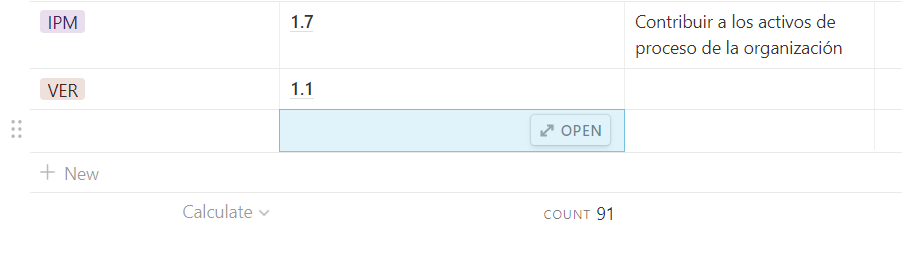 IPM 1.7 Contribuir a los activos de
proceso de la organización
VER 1.1
OPEN
+ New
Calculate COUNT 91